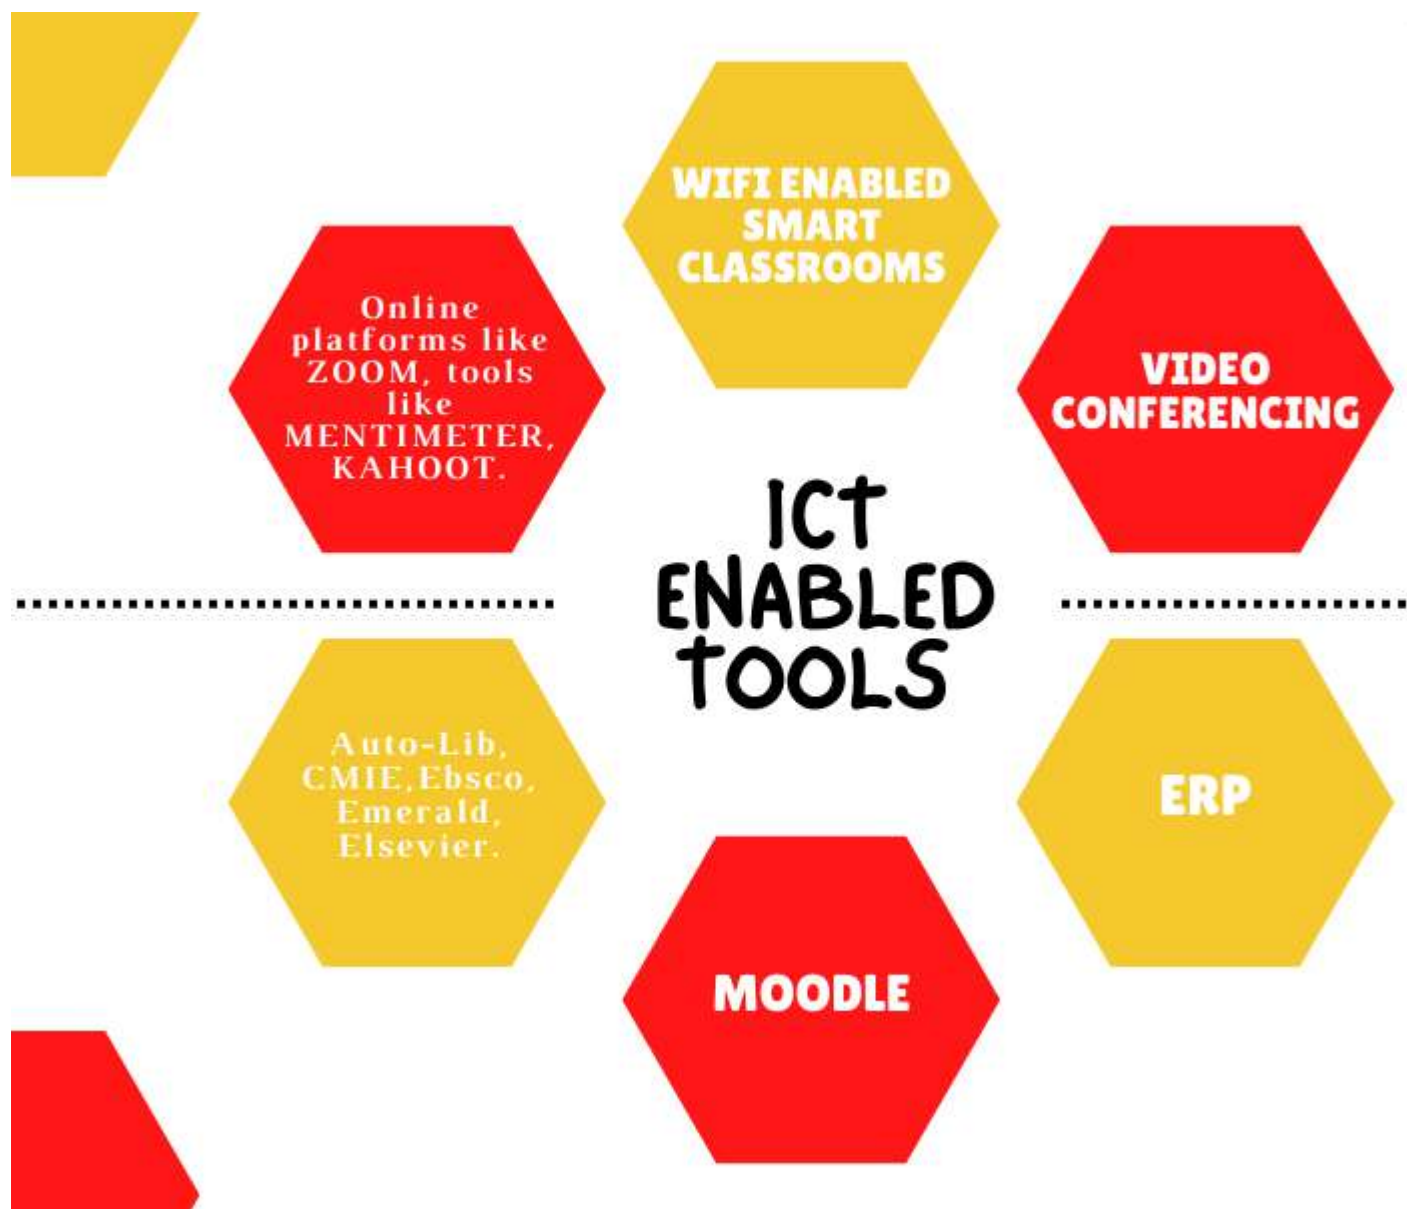 WIFI ENABLED
SMART
CLASSROOMS
Online
platforms like
ZOOM, tools
like
MENTIMETER,
KAHOOT.
VIDEO
CONFERENCING
ICT
ENABLED
TOOLS
Auto-Lib,
CMIE,Ebsco,
Emerald,
Elsevier.
ERP
MOODLE